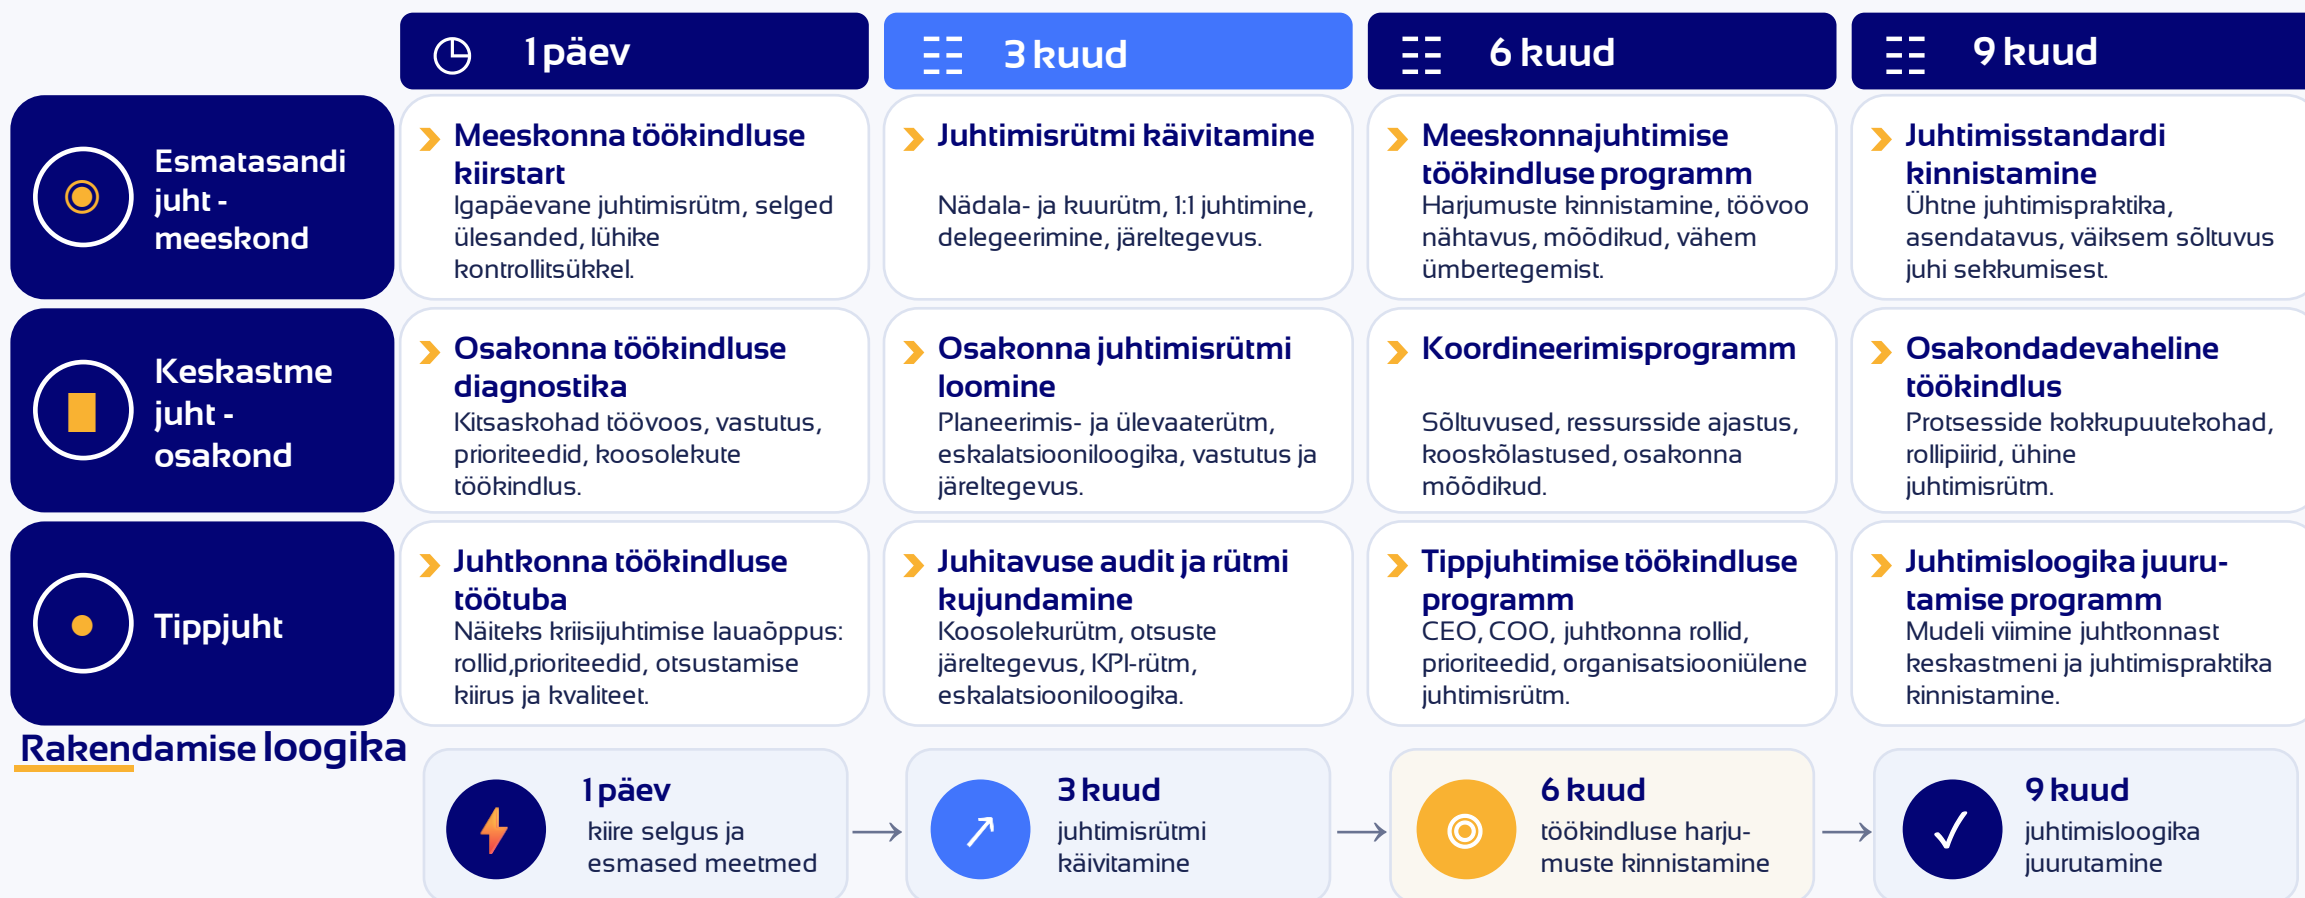 1 päev
3 kuud
6 kuud
9 kuud
Esmatasandi
juht -
meeskond
Meeskonna töökindluse
kiirstart
Igapäevane juhtimisrütm, selged
ülesanded, lühike
kontrollitsükkel.
Juhtimisrütmi käivitamine
Nädala- ja kuurütm, 1:1 juhtimine,
delegeerimine, järeltegevus.
Meeskonnajuhtimise
töökindluse programm
Harjumuste kinnistamine, töövoo
nähtavus, mõõdikud, vähem
ümbertegemist.
Juhtimisstandardi
kinnistamine
Ühtne juhtimispraktika,
asendatavus, väiksem sõltuvus
juhi sekkumisest.
Keskastme
juht -
osakond
Osakonna töökindluse
diagnostika
Kitsaskohad töövoos, vastutus,
prioriteedid, koosolekute
töökindlus.
Osakonna juhtimisrütmi
loomine
Planeerimis- ja ülevaaterütm,
eskalatsiooniloogika, vastutus ja
järeltegevus.
Koordineerimisprogramm
Sõltuvused, ressursside ajastus,
kooskõlastused, osakonna
mõõdikud.
Osakondadevaheline
töökindlus
Protsesside kokkupuutekohad,
rollipiirid, ühine
juhtimisrütm.
Tippjuht
Juhtkonna töökindluse
töötuba
Näiteks kriisijuhtimise lauaõppus:
rollid,prioriteedid, otsustamise
kiirus ja kvaliteet.
Juhitavuse audit ja rütmi
kujundamine
Koosolekurütm, otsuste
järeltegevus, KPI-rütm,
eskalatsiooniloogika.
Tippjuhtimise töökindluse
programm
CEO, COO, juhtkonna rollid,
prioriteedid, organisatsiooniülene
juhtimisrütm.
Juhtimisloogika juuru-
tamise programm
Mudeli viimine juhtkonnast
keskastmeni ja juhtimispraktika
kinnistamine.
Rakendamise loogika
1 päev
kiire selgus ja
esmased meetmed
3 kuud
juhtimisrütmi
käivitamine
6 kuud
töökindluse harju-
muste kinnistamine
9 kuud
juhtimisloogika
juurutamine